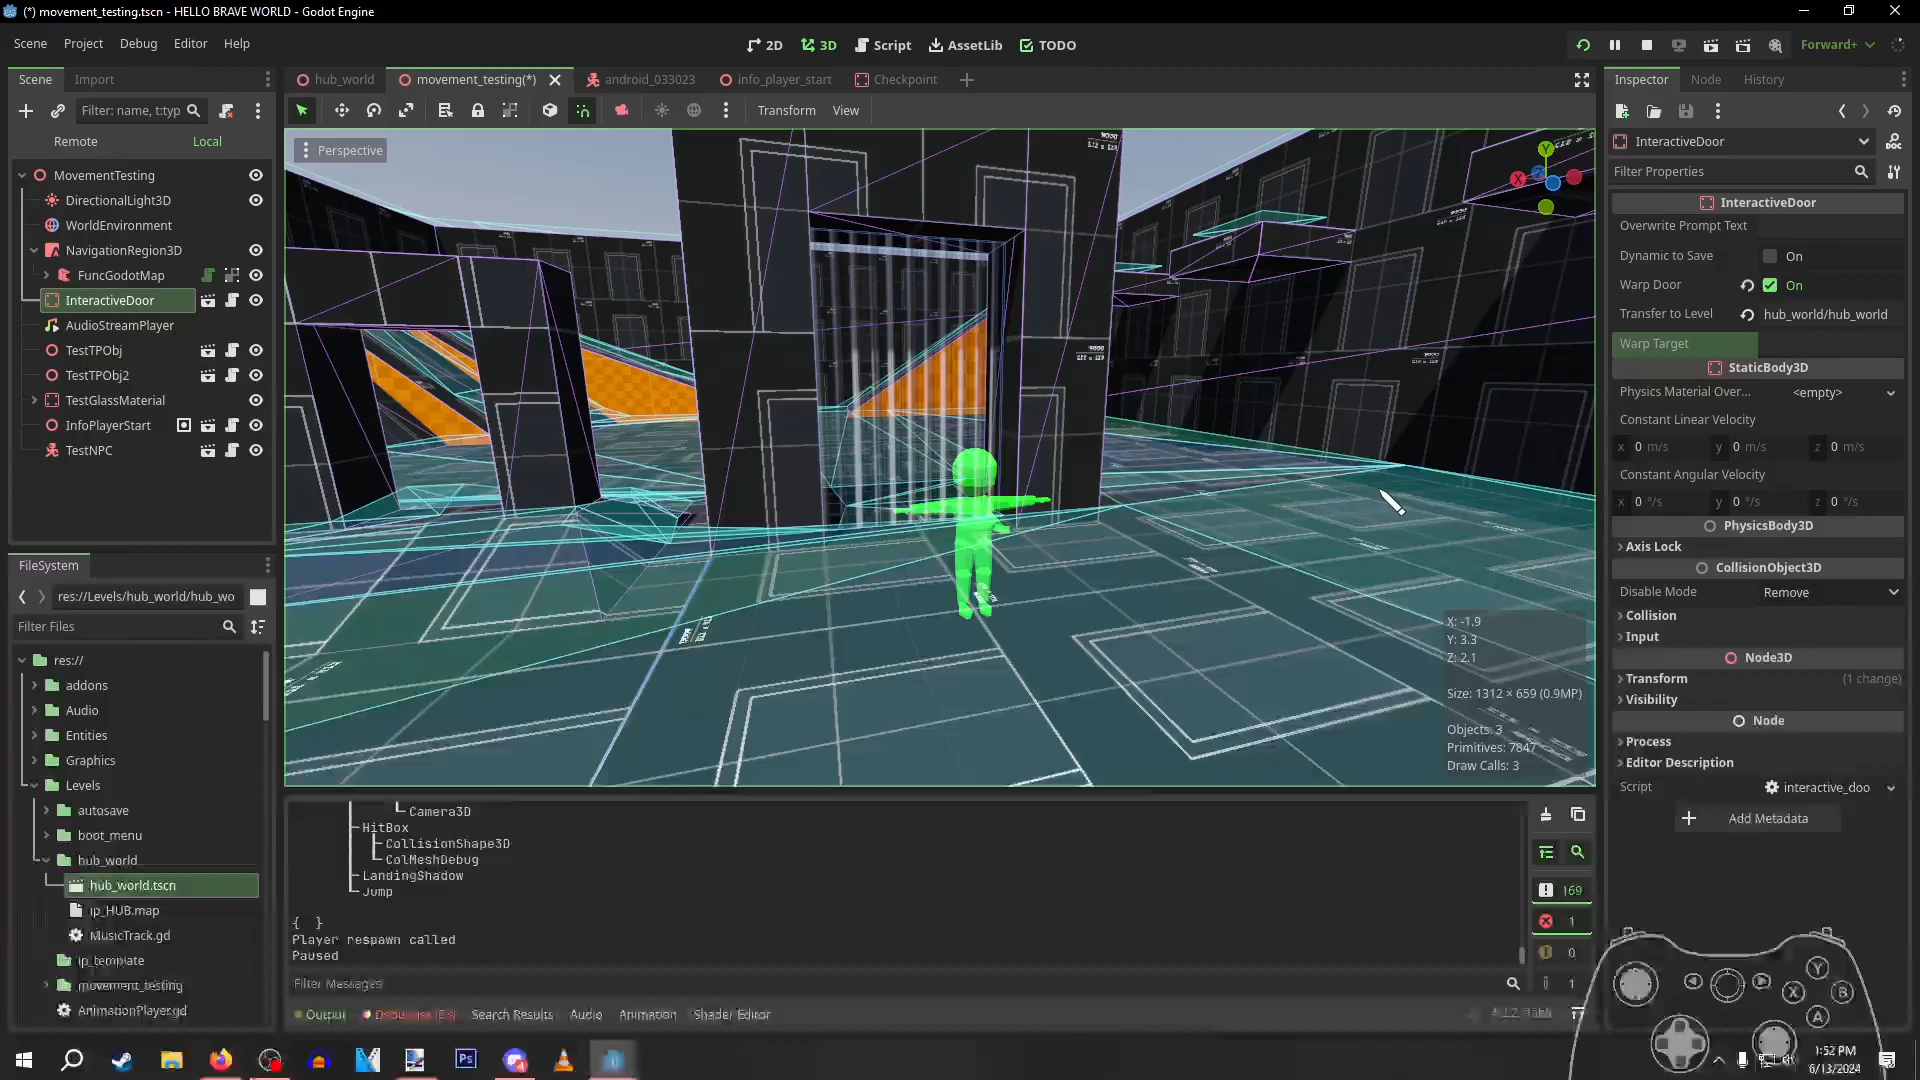 (*) movement_testing.tscn - HELLO BRAVE WORLD - Godot Engine
Scene Project Debug Editor Help
2D 3D Script AssetLib TODO
Forward+
Scene Import
hub_world movement_testing(*) android_033023 info_player_start Checkpoint
Inspector Node History
Filter: name, t:typ
Transform View
Remote Local
Perspective
InteractiveDoor
Filter Properties
MovementTesting
DirectionalLight3D
WorldEnvironment
NavigationRegion3D
FuncGodotMap
InteractiveDoor
AudioStreamPlayer
TestTPObj
TestTPObj2
TestGlassMaterial
InfoPlayerStart
TestNPC
Y
X
InteractiveDoor
Overwrite Prompt Text
Dynamic to Save On
Warp Door On
Transfer to Level hub_world/hub_world
Warp Target
StaticBody3D
Physics Material Over... <empty>
Constant Linear Velocity
x 0 m/s y 0 m/s z 0 m/s
Constant Angular Velocity
x 0 °/s y 0 °/s z 0 °/s
PhysicsBody3D
Axis Lock
CollisionObject3D
Disable Mode Remove
Collision
Input
Node3D
Transform (1 change)
Visibility
Node
Process
Editor Description
Script interactive_doo
Add Metadata
X: -1.9
Y: 3.3
Z: 2.1
Size: 1312 × 659 (0.9MP)
Objects: 3
Primitives: 7847
Draw Calls: 3
FileSystem
res://Levels/hub_world/hub_wo
Filter Files
res://
addons
Audio
Entities
Graphics
Levels
autosave
boot_menu
hub_world
hub_world.tscn
ip_HUB.map
MusicTrack.gd
ip_template
movement_testing
AnimationPlayer.gd
Camera3D
HitBox
CollisionShape3D
ColMeshDebug
LandingShadow
Jump
{ }
Player respawn called
Paused
169
1
0
1
Filter Messages
Output Search Results Audio Animation Shader Editor
Y
X B
A
Ps
1:52 PM
6/13/2024